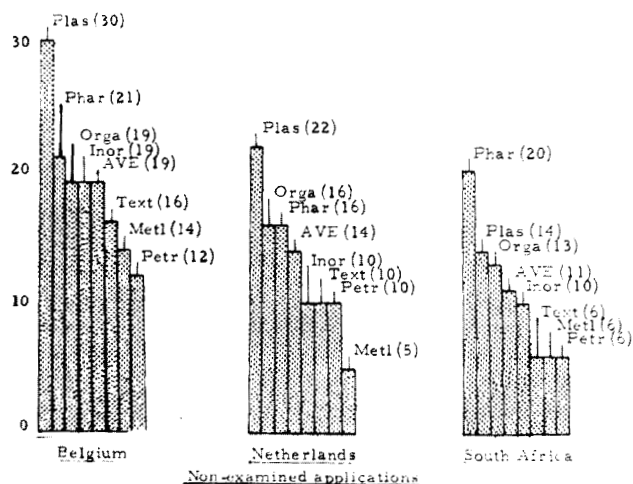 30
20
10
0
Plas (30)
Phar (21)
Orga (19)
Inor (19)
AVE (19)
Text (16)
Metl (14)
Petr (12)
Belgium
Plas (22)
Orga (16)
Phar (16)
AVE (14)
Inor (10)
Text (10)
Petr (10)
Metl (5)
Netherlands
Phar (20)
Plas (14)
Orga (13)
AVE (11)
Inor (10)
Text (6)
Metl (6)
Petr (6)
South Africa
Non-examined applications